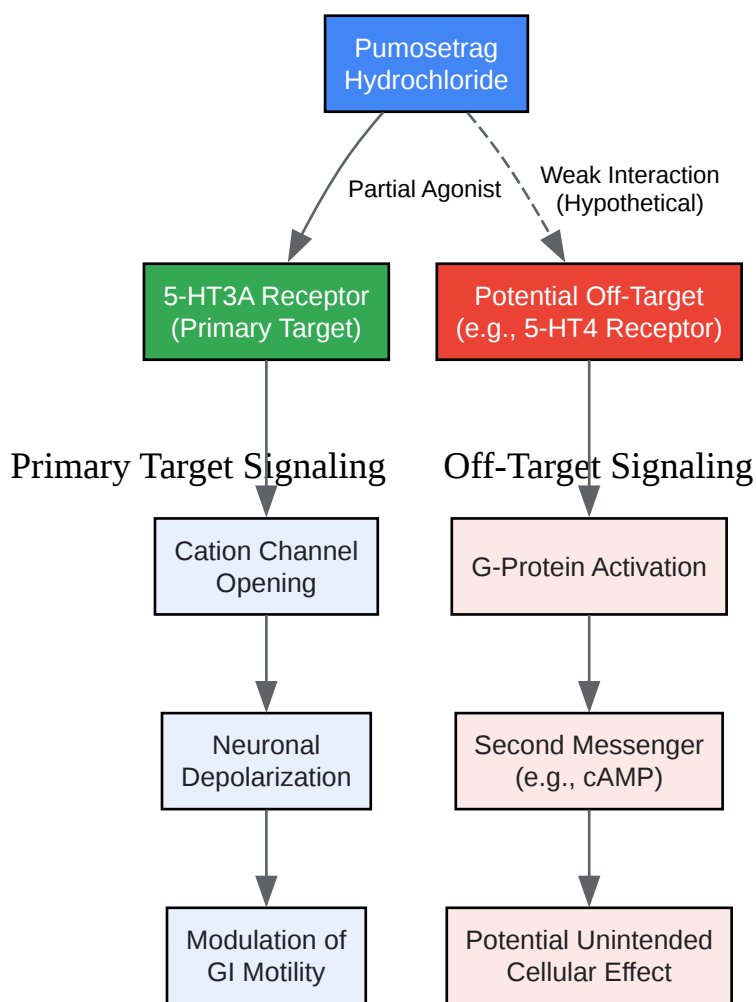 Pumosetrag
Hydrochloride
Partial Agonist
Weak Interaction
(Hypothetical)
5-HT3A Receptor
(Primary Target)
Potential Off-Target
(e.g., 5-HT4 Receptor)
Primary Target Signaling
Off-Target Signaling
Cation Channel
Opening
G-Protein Activation
Neuronal
Depolarization
Second Messenger
(e.g., cAMP)
Modulation of
GI Motility
Potential Unintended
Cellular Effect